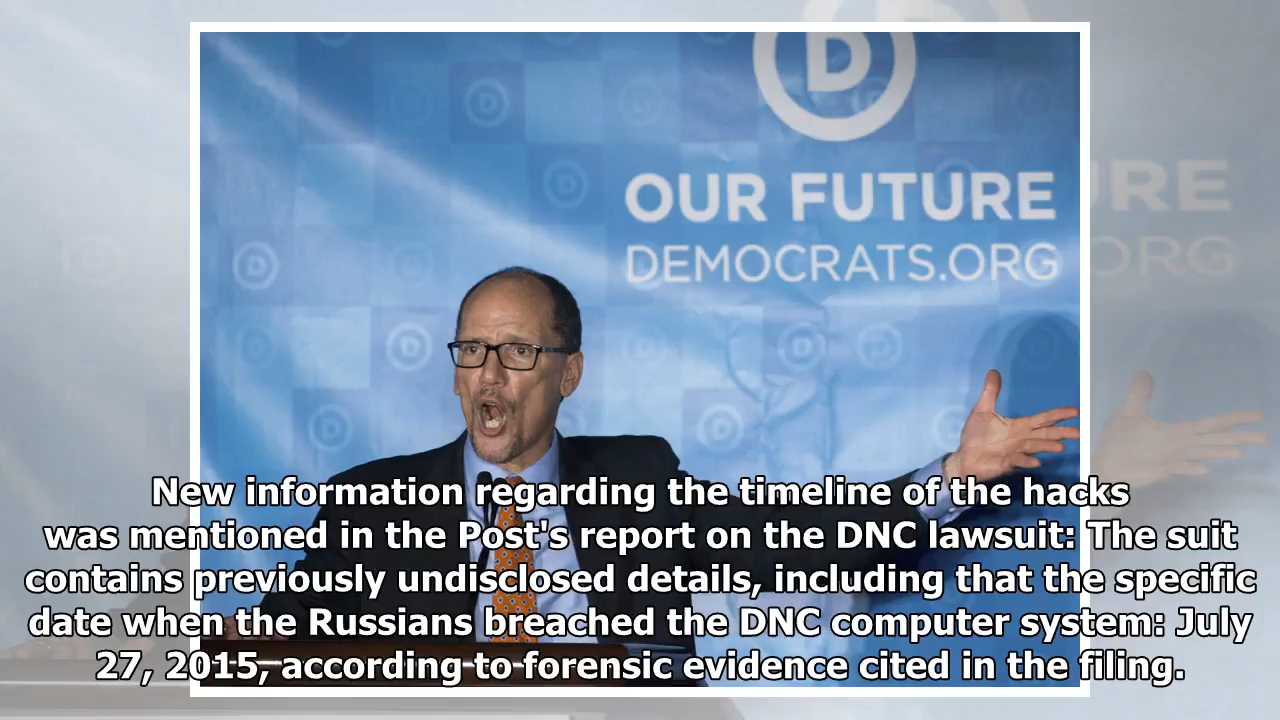 D
OUR FUTURE
DEMOCRATS.ORG
URE
ORG
New information regarding the timeline of the hacks
was mentioned in the Post's report on the DNC lawsuit: The suit
contains previously undisclosed details, including that the specific
date when the Russians breached the DNC computer system: July
27, 2015, according to forensic evidence cited in the filing.